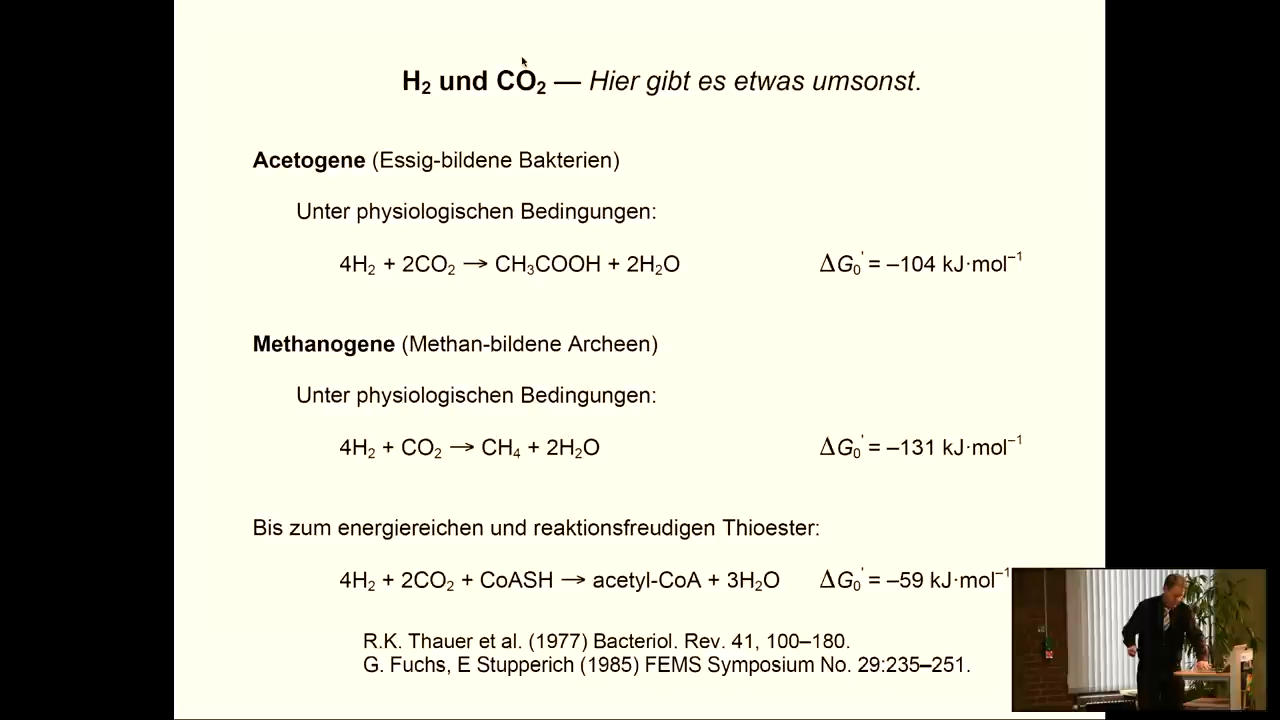 H₂ und CO₂ — Hier gibt es etwas umsonst.
Acetogene (Essig-bildene Bakterien)
Unter physiologischen Bedingungen:
4H₂ + 2CO₂ → CH₃COOH + 2H₂O ΔG₀' = –104 kJ·mol⁻¹
Methanogene (Methan-bildene Archeen)
Unter physiologischen Bedingungen:
4H₂ + CO₂ → CH₄ + 2H₂O ΔG₀' = –131 kJ·mol⁻¹
Bis zum energiereichen und reaktionsfreudigen Thioester:
4H₂ + 2CO₂ + CoASH → acetyl-CoA + 3H₂O ΔG₀' = –59 kJ·mol⁻¹
R.K. Thauer et al. (1977) Bacteriol. Rev. 41, 100–180.
G. Fuchs, E Stupperich (1985) FEMS Symposium No. 29:235–251.